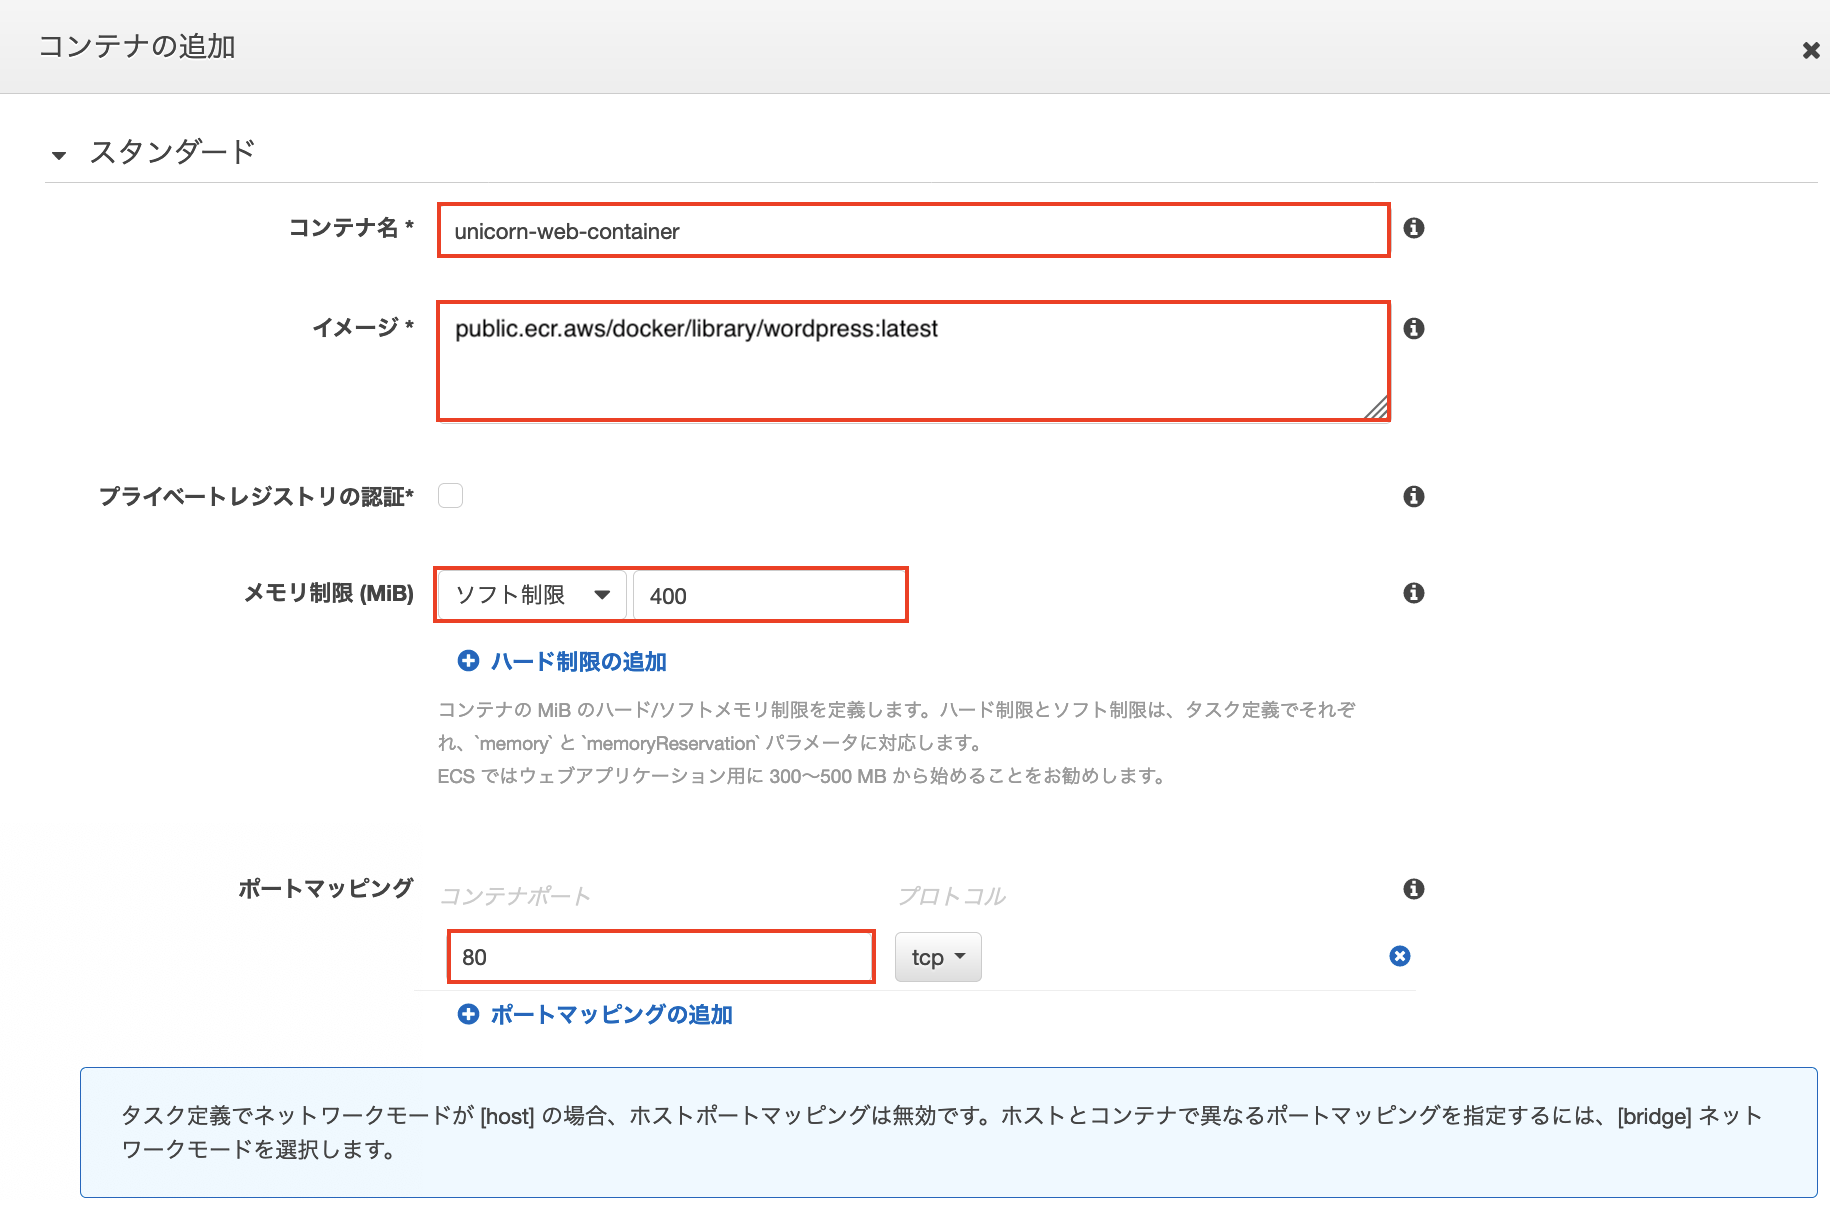 コンテナの追加
スタンダード
コンテナ名 *
unicorn-web-container
イメージ *
public.ecr.aws/docker/library/wordpress:latest
プライベートレジストリの認証*
メモリ制限 (MiB)
ソフト制限
400
ハード制限の追加
コンテナの MiB のハード/ソフトメモリ制限を定義します。ハード制限とソフト制限は、タスク定義でそれぞ
れ、`memory` と `memoryReservation` パラメータに対応します。
ECS ではウェブアプリケーション用に 300〜500 MB から始めることをお勧めします。
ポートマッピング
コンテナポート
プロトコル
80
tcp
ポートマッピングの追加
タスク定義でネットワークモードが [host] の場合、ホストポートマッピングは無効です。ホストとコンテナで異なるポートマッピングを指定するには、[bridge] ネット
ワークモードを選択します。